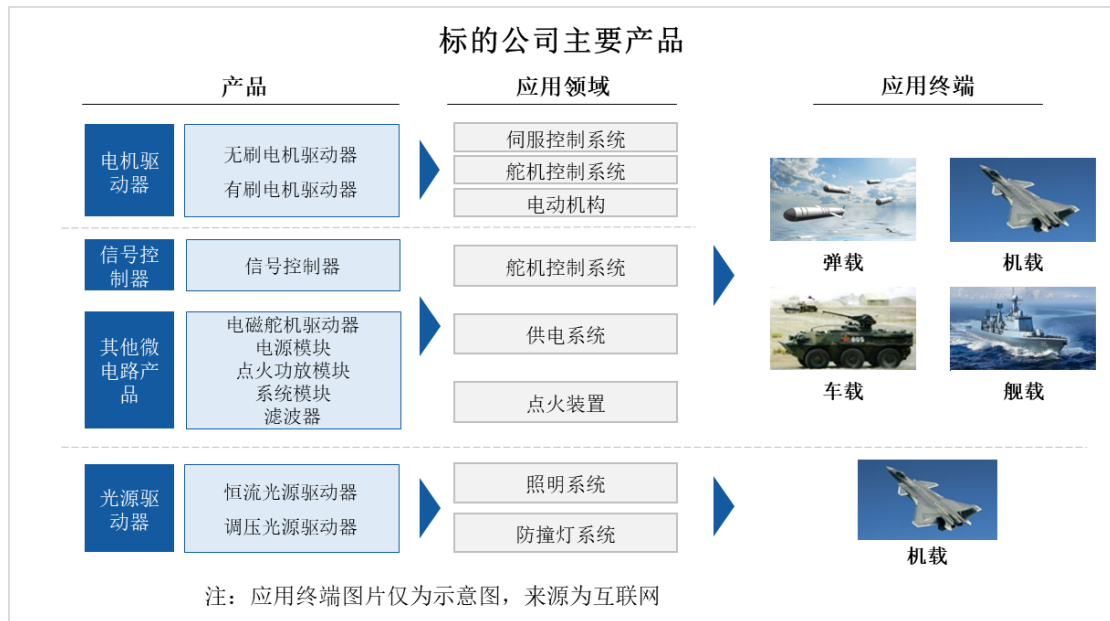 标的公司主要产品
产品
应用领域
应用终端
电机驱
动器
无刷电机驱动器
有刷电机驱动器
伺服控制系统
舵机控制系统
电动机构
信号控
制器
信号控制器
舵机控制系统
其他微
电路产
品
电磁舵机驱动器
电源模块
点火功放模块
系统模块
滤波器
供电系统
点火装置
弹载
机载
805
车载
舰载
光源驱
动器
恒流光源驱动器
调压光源驱动器
照明系统
防撞灯系统
机载
注：应用终端图片仅为示意图，来源为互联网